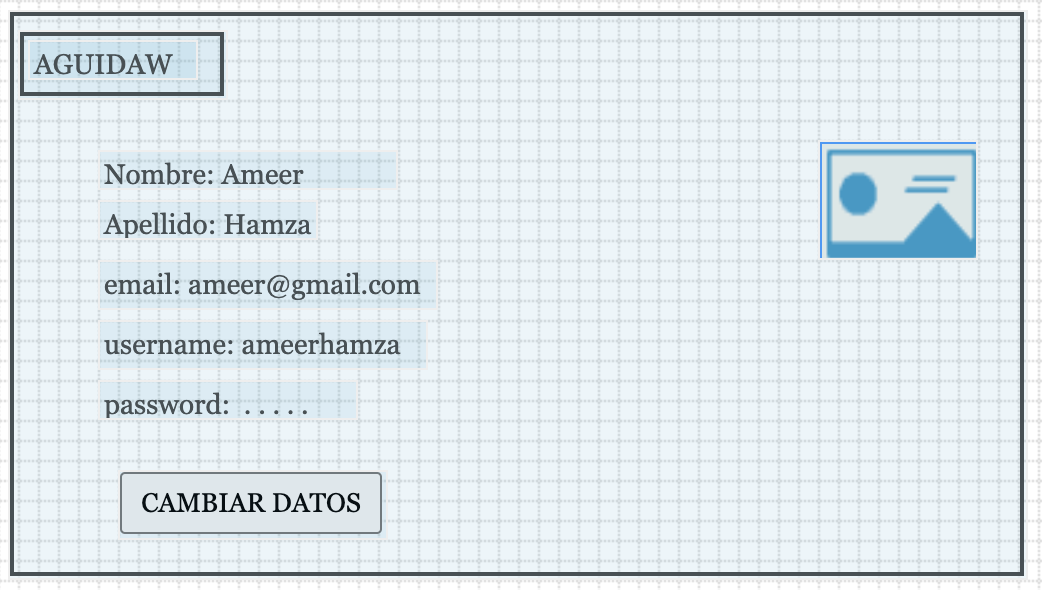 AGUIDAW
Nombre: Ameer
Apellido: Hamza
email: ameer@gmail.com
username: ameerhamza
password: . . . . .
CAMBIAR DATOS